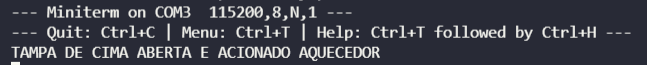 --- Miniterm on COM3  115200,8,N,1 ---
--- Quit: Ctrl+C | Menu: Ctrl+T | Help: Ctrl+T followed by Ctrl+H ---
TAMPA DE CIMA ABERTA E ACIONADO AQUECEDOR